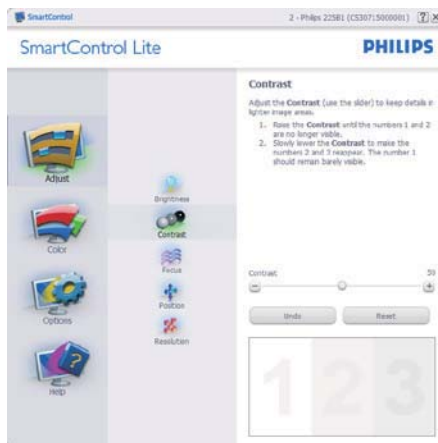 SmartControl
2 - Philips 225B1 (CS30715000001)
? X
SmartControl Lite
PHILIPS
Adjust
Color
Options
Help
Brightness
Contrast
Focus
Position
Resolution
Contrast
Adjust the Contrast (use the slider) to keep details in
lighter image areas.
1. Raise the Contrast until the numbers 1 and 2
are no longer visible.
2. Slowly lower the Contrast to make the
numbers 2 and 3 reappear. The number 1
should remain barely visible.
Contrast 50
Undo Reset
1 2 3